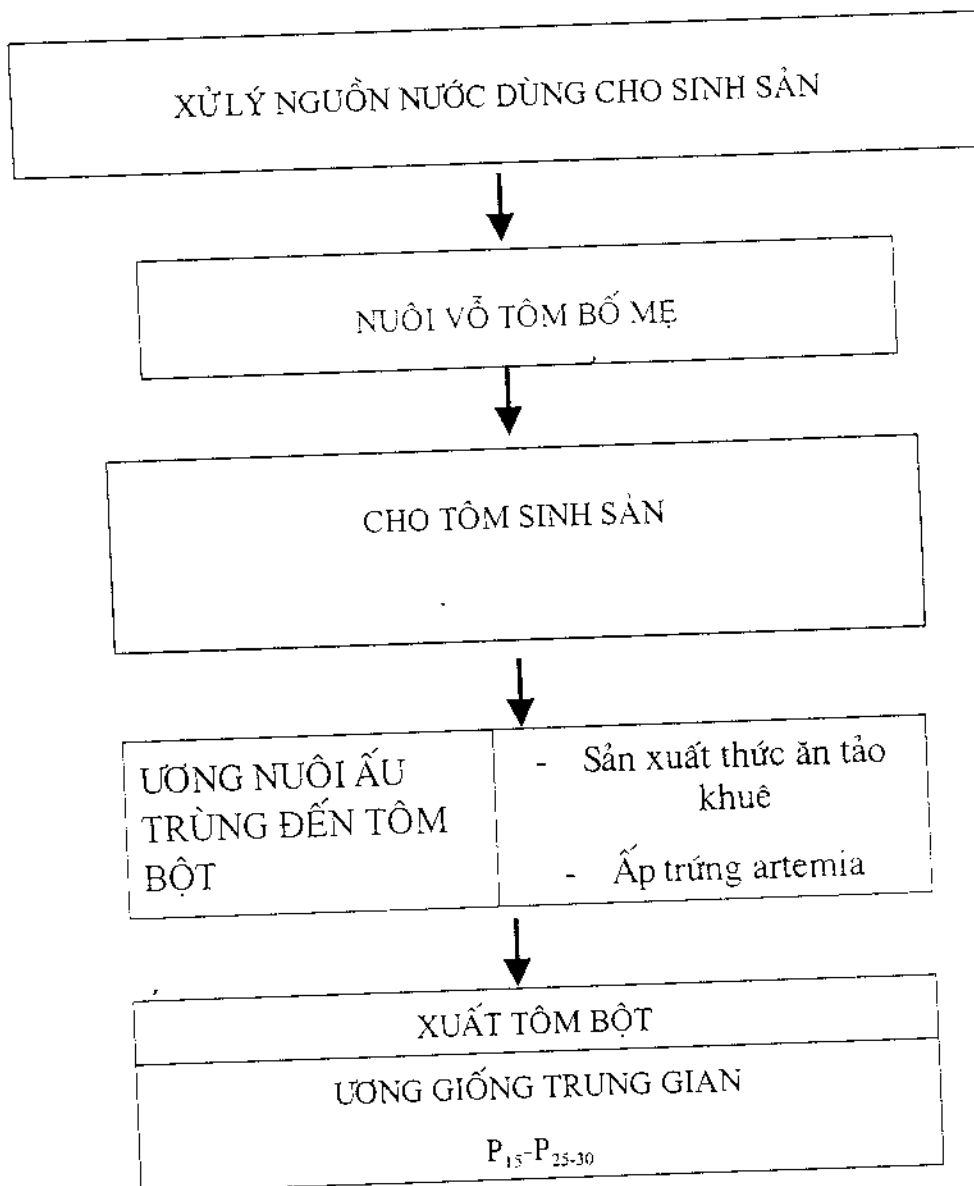 XỬ LÝ NGUỒN NƯỚC DÙNG CHO SINH SẢN
NUÔI VỖ TÔM BỐ MẸ
CHO TÔM SINH SẢN
ƯƠNG NUÔI ẤU
TRÙNG ĐẾN TÔM
BỘT
- Sản xuất thức ăn tảo
khuê
- Ấp trứng artemia
XUẤT TÔM BỘT
ƯƠNG GIỐNG TRUNG GIAN
P₁₅-P₂₅₋₃₀